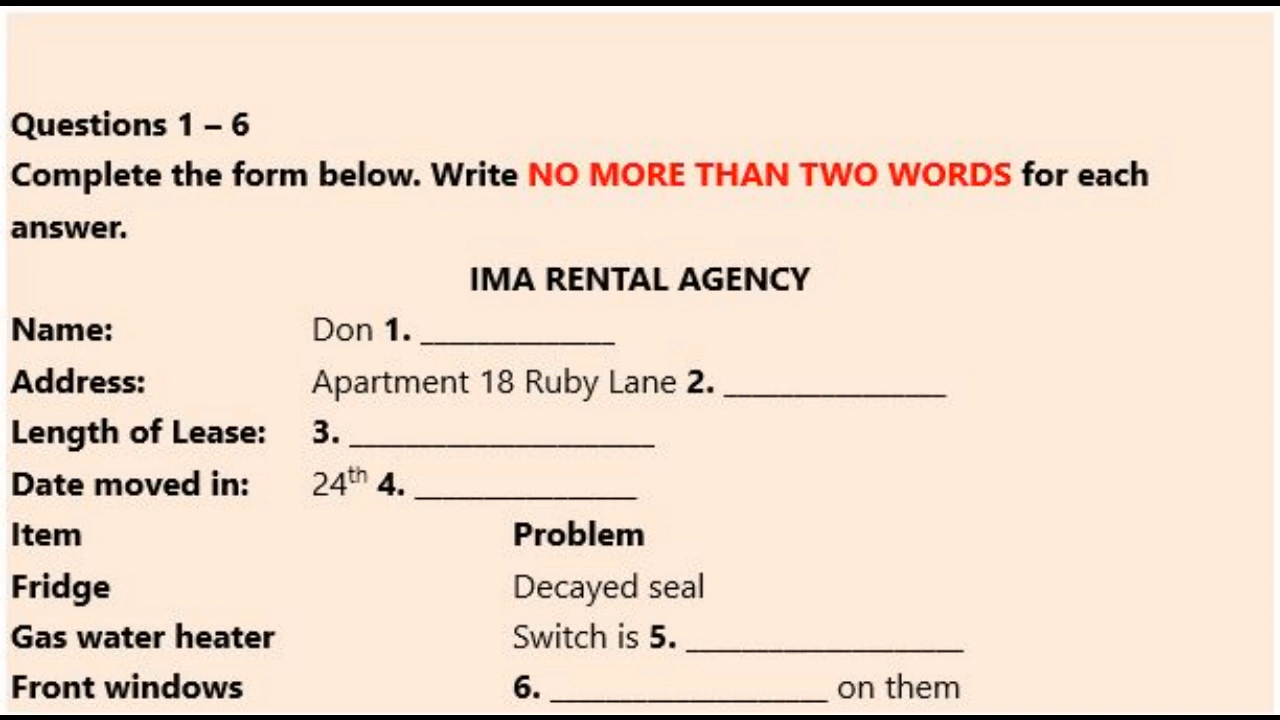 Questions 1 – 6
Complete the form below. Write NO MORE THAN TWO WORDS for each
answer.
IMA RENTAL AGENCY
Name: Don 1. ____________
Address: Apartment 18 Ruby Lane 2. ______________
Length of Lease: 3. ___________________
Date moved in: 24th 4. ______________
Item Problem
Fridge Decayed seal
Gas water heater Switch is 5. _________________
Front windows 6. _________________ on them